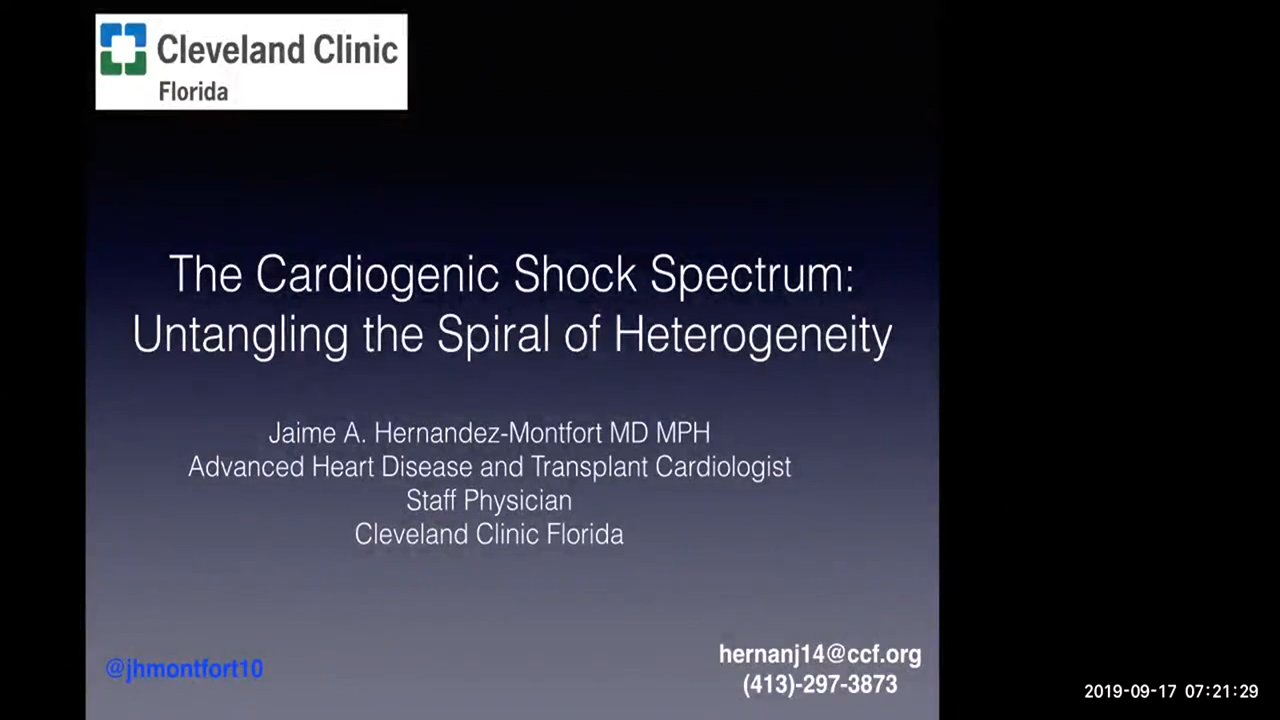 Cleveland Clinic
Florida
The Cardiogenic Shock Spectrum:
Untangling the Spiral of Heterogeneity
Jaime A. Hernandez-Montfort MD MPH
Advanced Heart Disease and Transplant Cardiologist
Staff Physician
Cleveland Clinic Florida
@jhmontfort10
hernanj14@ccf.org
(413)-297-3873
2019-09-17 07:21:29